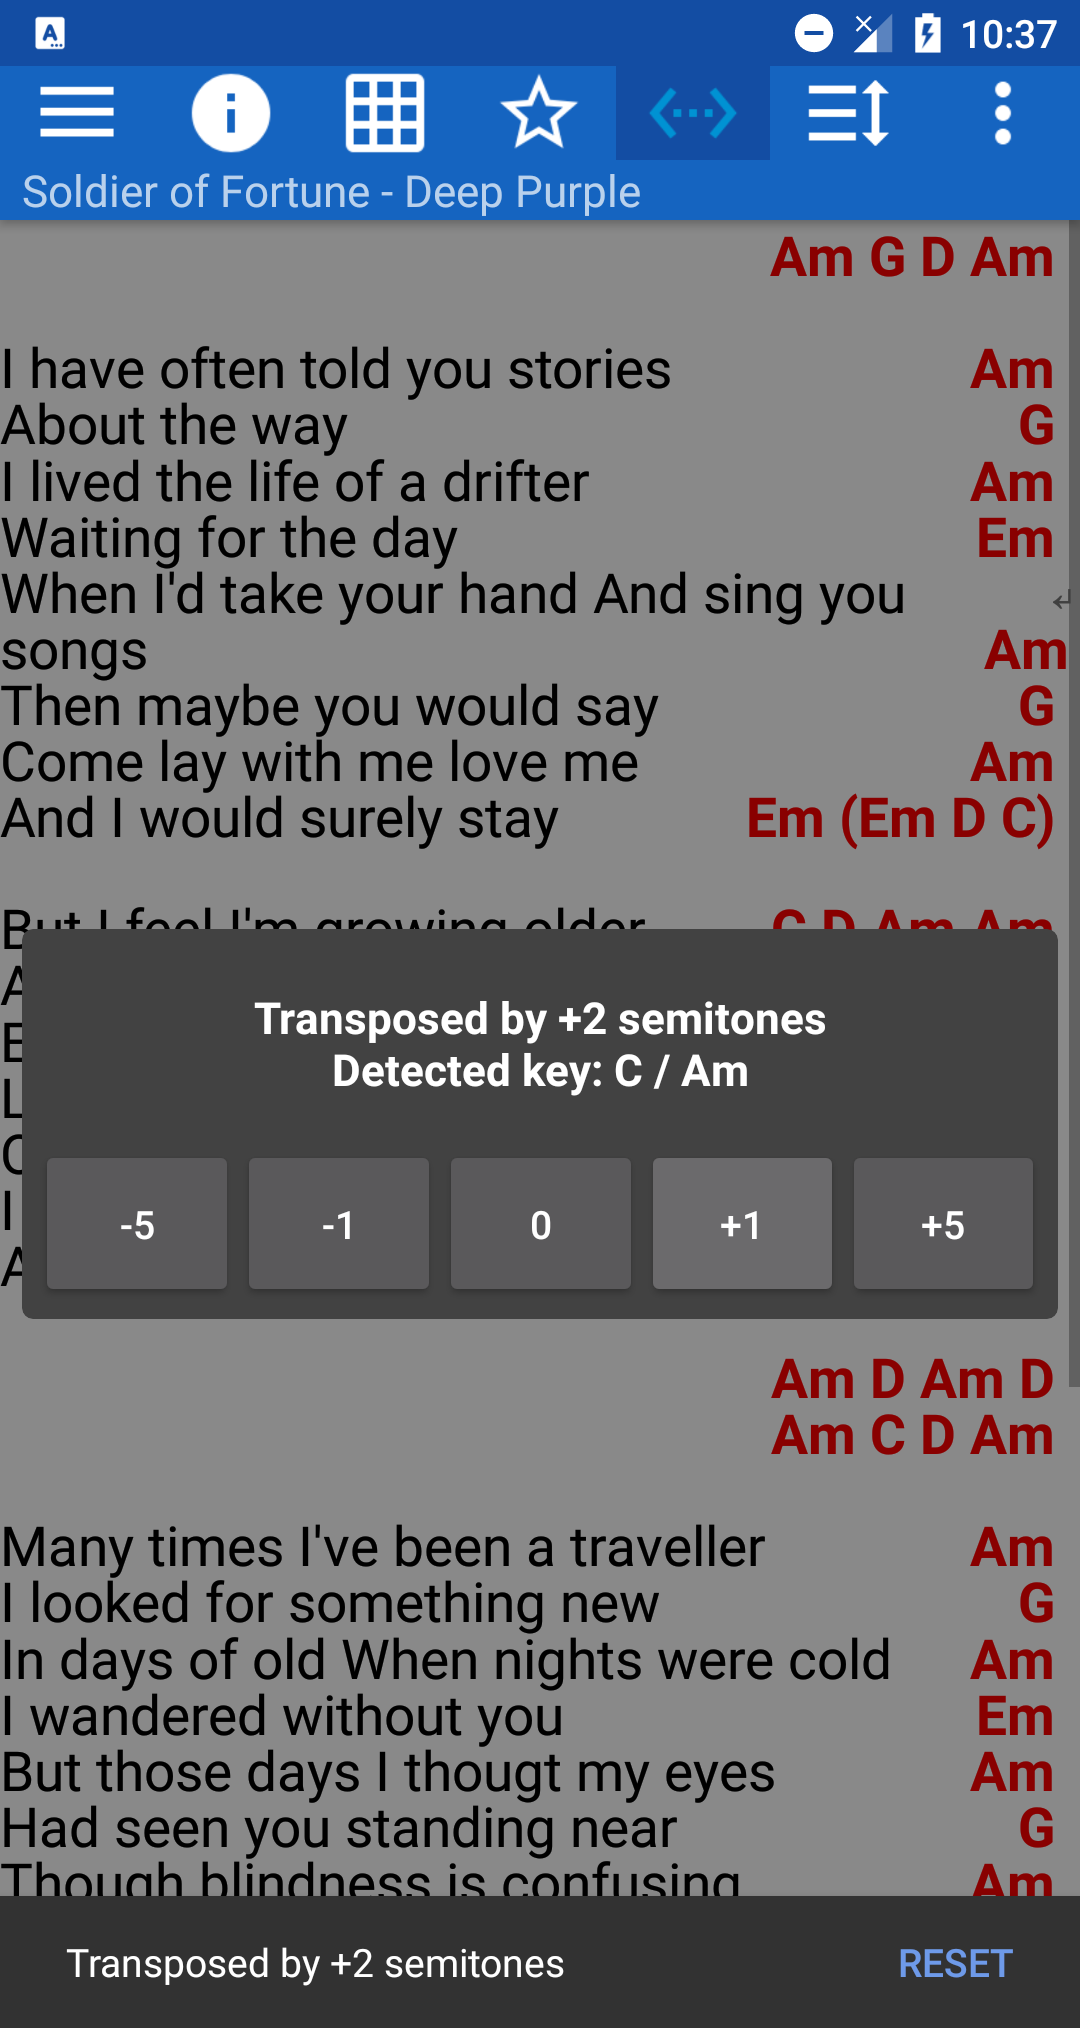 10:37
Soldier of Fortune - Deep Purple
Am G D Am
I have often told you stories Am
About the way G
I lived the life of a drifter Am
Waiting for the day Em
When I'd take your hand And sing you
songs Am
Then maybe you would say G
Come lay with me love me Am
And I would surely stay Em (Em D C)
But I feel I'm growing older C D Am Am
Transposed by +2 semitones
Detected key: C / Am
-5 -1 0 +1 +5
Am D Am D
Am C D Am
Many times I've been a traveller Am
I looked for something new G
In days of old When nights were cold Am
I wandered without you Em
But those days I thougt my eyes Am
Had seen you standing near G
Though blindness is confusing Am
Transposed by +2 semitones RESET